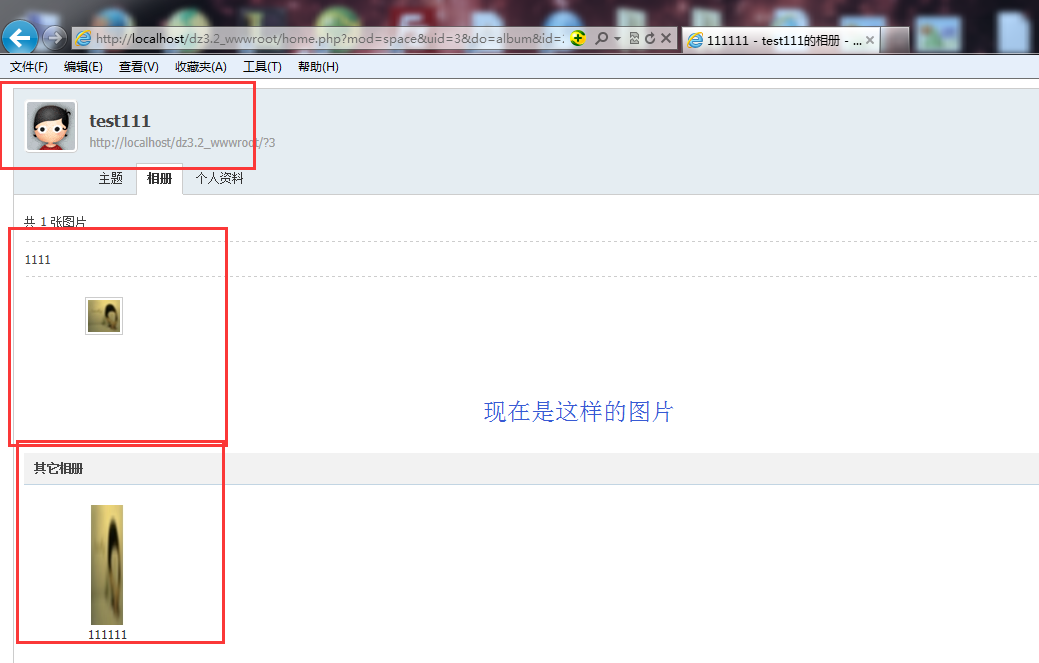 http://localhost/dz3.2_wwwroot/home.php?mod=space&uid=3&do=album&id=
111111 - test111的相册 - ...
文件(F) 编辑(E) 查看(V) 收藏夹(A) 工具(T) 帮助(H)
test111
http://localhost/dz3.2_wwwroot/?3
主题 相册 个人资料
共 1 张图片
1111
现在是这样的图片
其它相册
111111